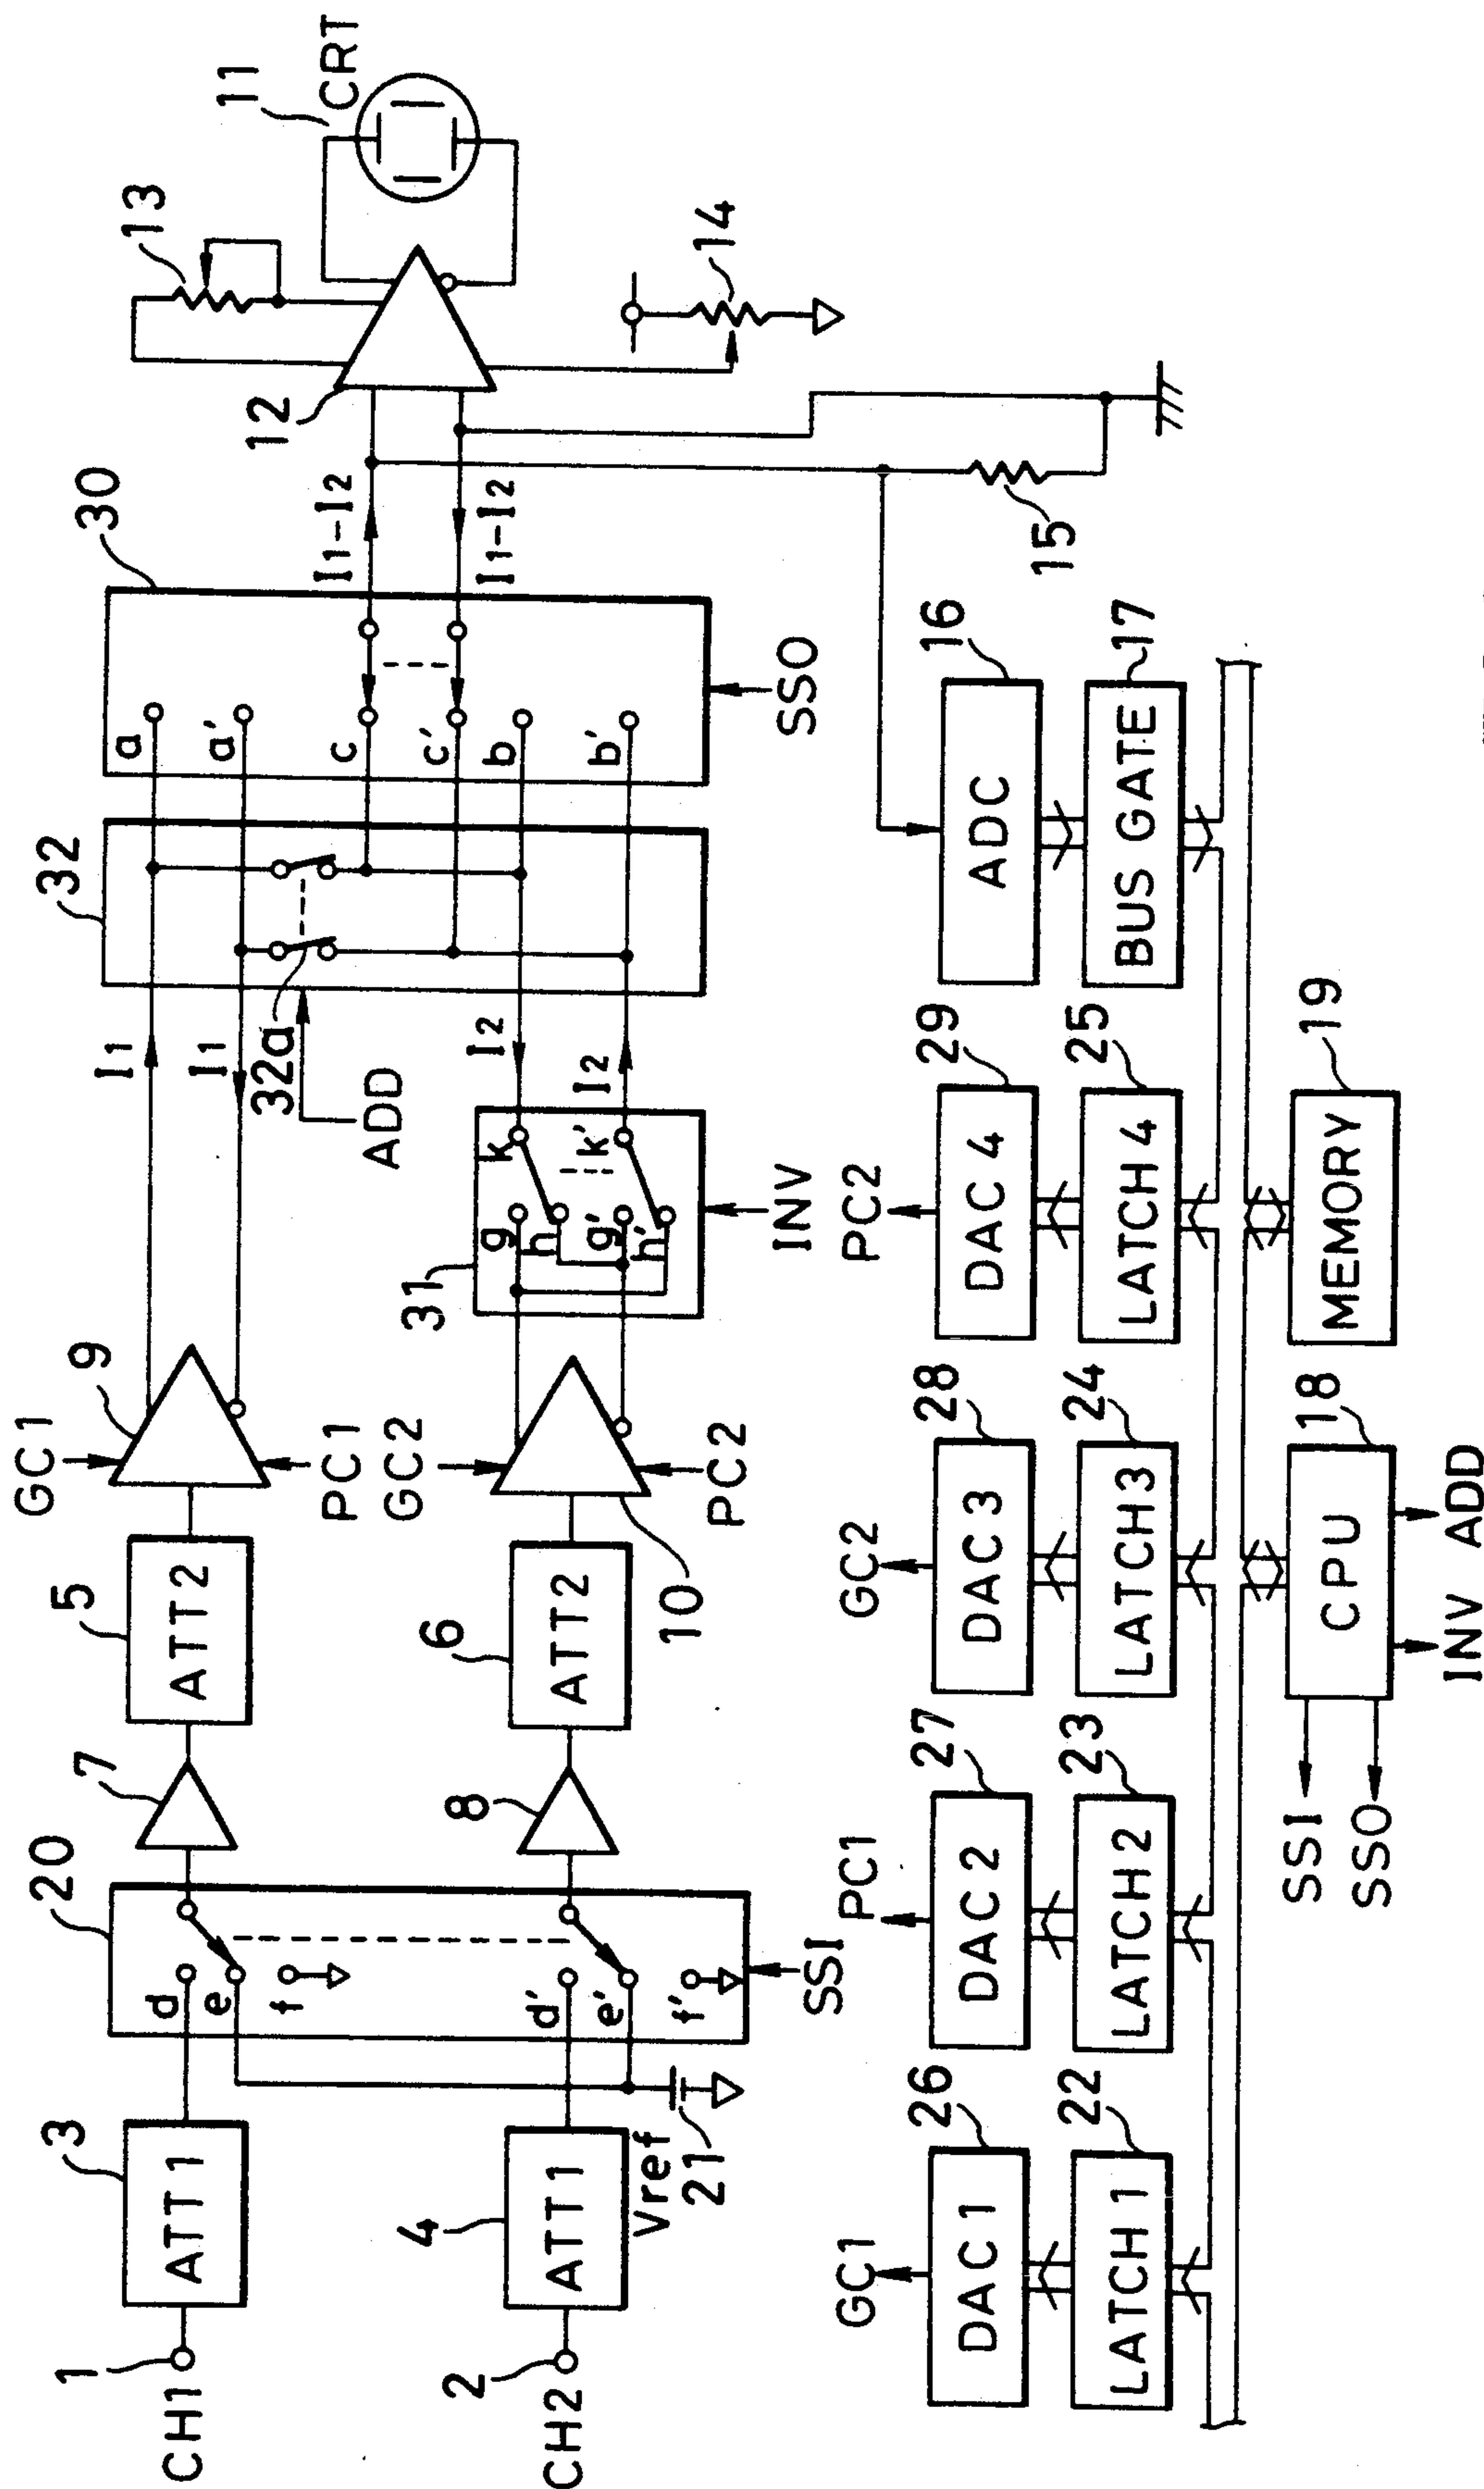 1
CH1
3
ATT 1
20
d
e
f
d'
e'
f'
SSI
7
5
ATT2
9
GC1
PC1
I1
I1
32
32a
ADD
30
a
a'
c
c'
b
b'
SSO
I1-I2
I1-I2
12
13
14
11
CRT
15
2
CH2
4
ATT 1
Vref
21
8
6
ATT2
10
GC2
PC2
31
g
h
g'
h'
k
k'
INV
I2
I2
GC1
26
DAC 1
22
LATCH 1
PC1
27
DAC 2
23
LATCH 2
GC2
28
DAC 3
24
LATCH 3
PC2
29
DAC 4
25
LATCH 4
16
ADC
17
BUS GATE
18
CPU
SSI
SSO
INV
ADD
19
MEMORY